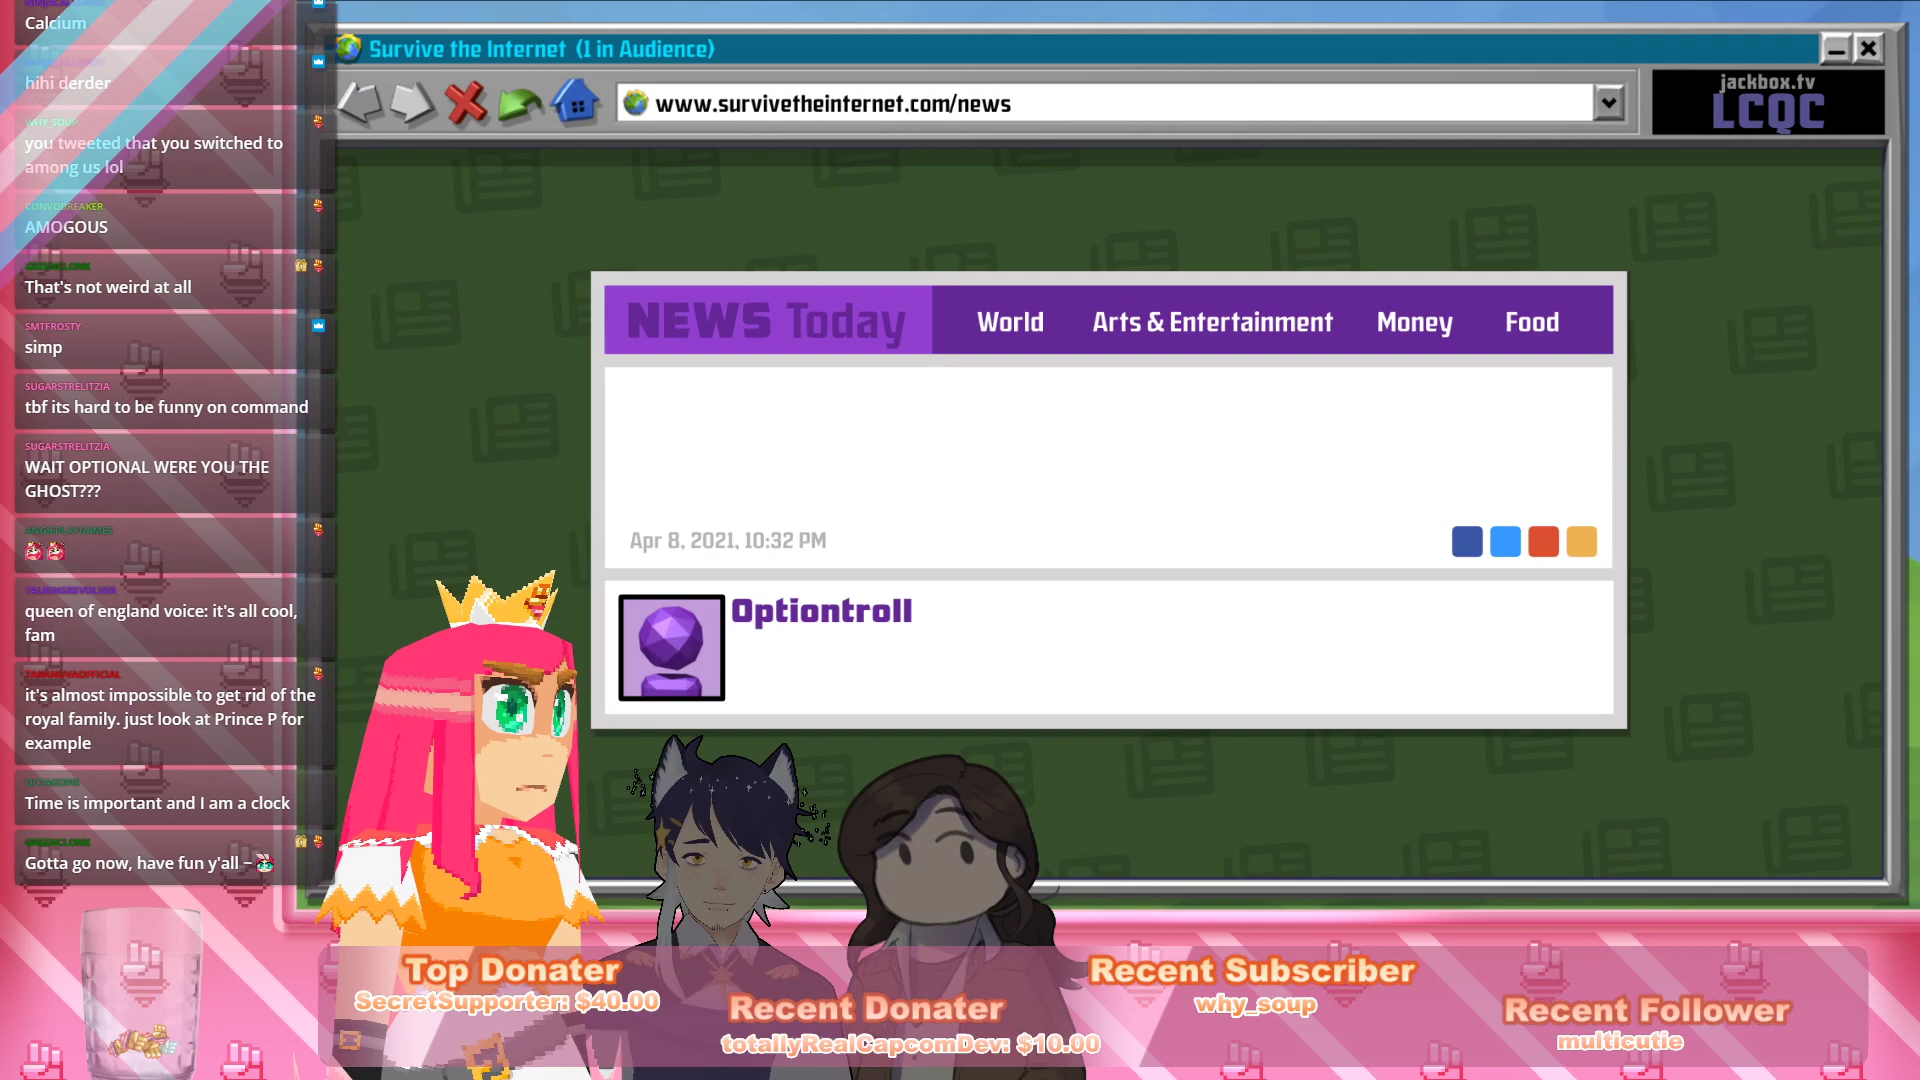 Calcium
hihi derder
WHY SOUP
you tweeted that you switched to
among us lol
CONVOBREAKER
AMOGOUS
That's not weird at all
SMTFROSTY
simp
SUGARSTRELITZIA
tbf its hard to be funny on command
SUGARSTRELITZIA
WAIT OPTIONAL WERE YOU THE
GHOST???
ANGIEPLAYGAMES
queen of england voice: it's all cool,
fam
it's almost impossible to get rid of the
royal family. just look at Prince P for
example
Time is important and I am a clock
Gotta go now, have fun y'all ~
Survive the Internet (1 in Audience)
www.survivetheinternet.com/news
jackbox.tv
LCQC
NEWS Today
World
Arts & Entertainment
Money
Food
Apr 8, 2021, 10:32 PM
Optiontroll
Top Donater
SecretSupporter: $40.00
Recent Donater
totallyRealCapcomDev: $10.00
Recent Subscriber
why_soup
Recent Follower
multicutie